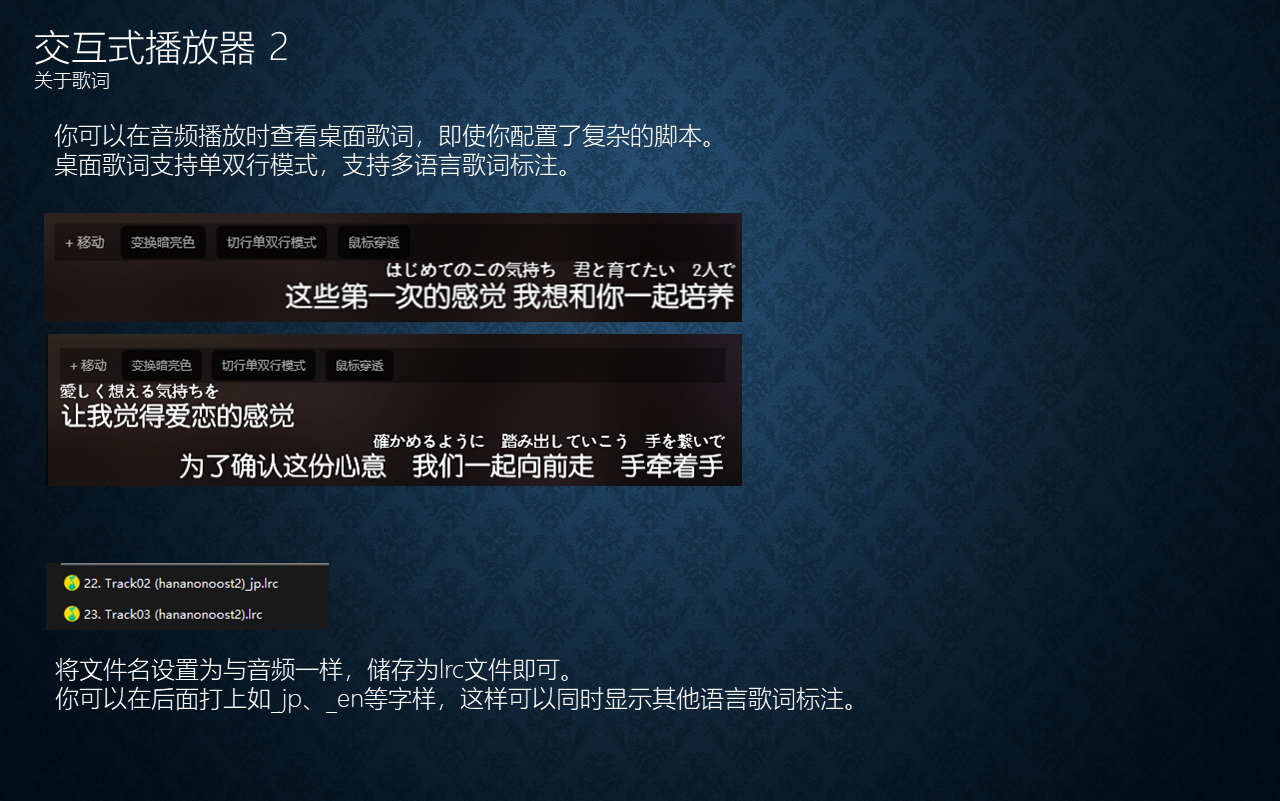 交互式播放器 2
关于歌词
你可以在音频播放时查看桌面歌词，即使你配置了复杂的脚本。
桌面歌词支持单双行模式，支持多语言歌词标注。
+ 移动 变换暗亮色 切行单双行模式 鼠标穿透
はじめてのこの気持ち　君と育てたい　2人で
这些第一次的感觉 我想和你一起培养
+ 移动 变换暗亮色 切行单双行模式 鼠标穿透
愛しく想える気持ちを
让我觉得爱恋的感觉
確かめるように　踏み出していこう　手を繋いで
为了确认这份心意　我们一起向前走　手牵着手
22. Track02 (hananonoost2)_jp.lrc
23. Track03 (hananonoost2).lrc
将文件名设置为与音频一样，储存为lrc文件即可。
你可以在后面打上如_jp、_en等字样，这样可以同时显示其他语言歌词标注。